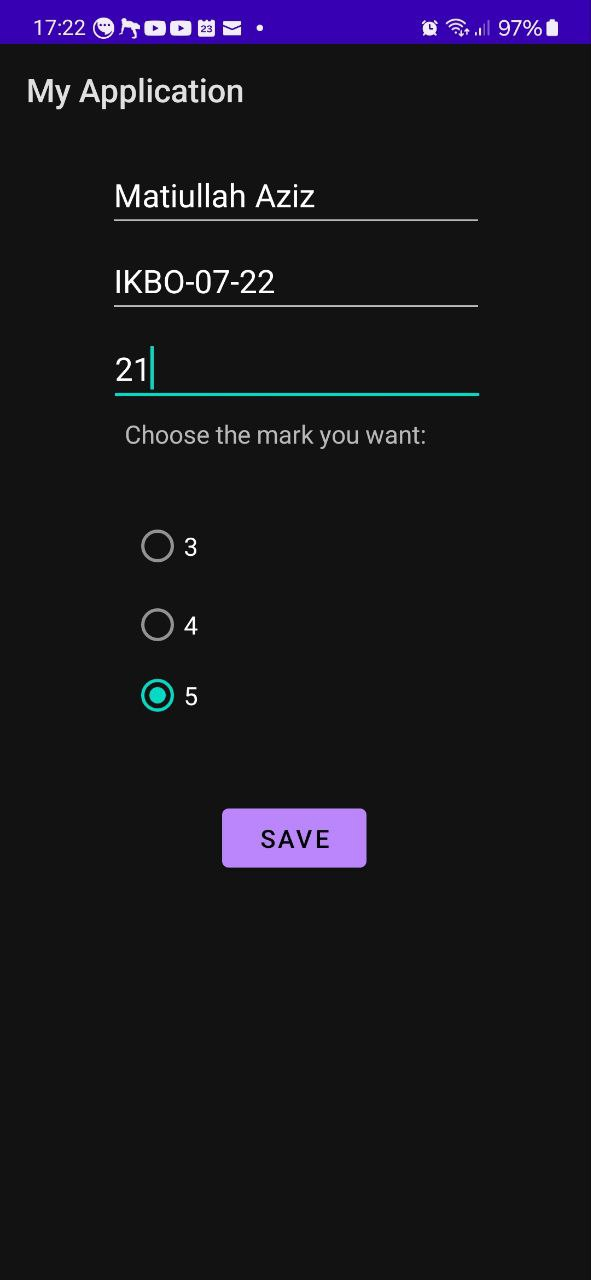 17:22 23 97%
My Application
Matiullah Aziz
IKBO-07-22
21
Choose the mark you want:
3
4
5
SAVE